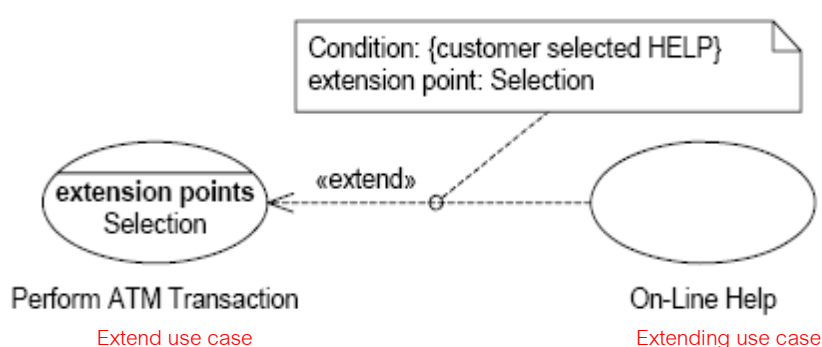 Condition: {customer selected HELP}
extension point: Selection
«extend»
extension points
Selection
Perform ATM Transaction
On-Line Help
Extend use case
Extending use case